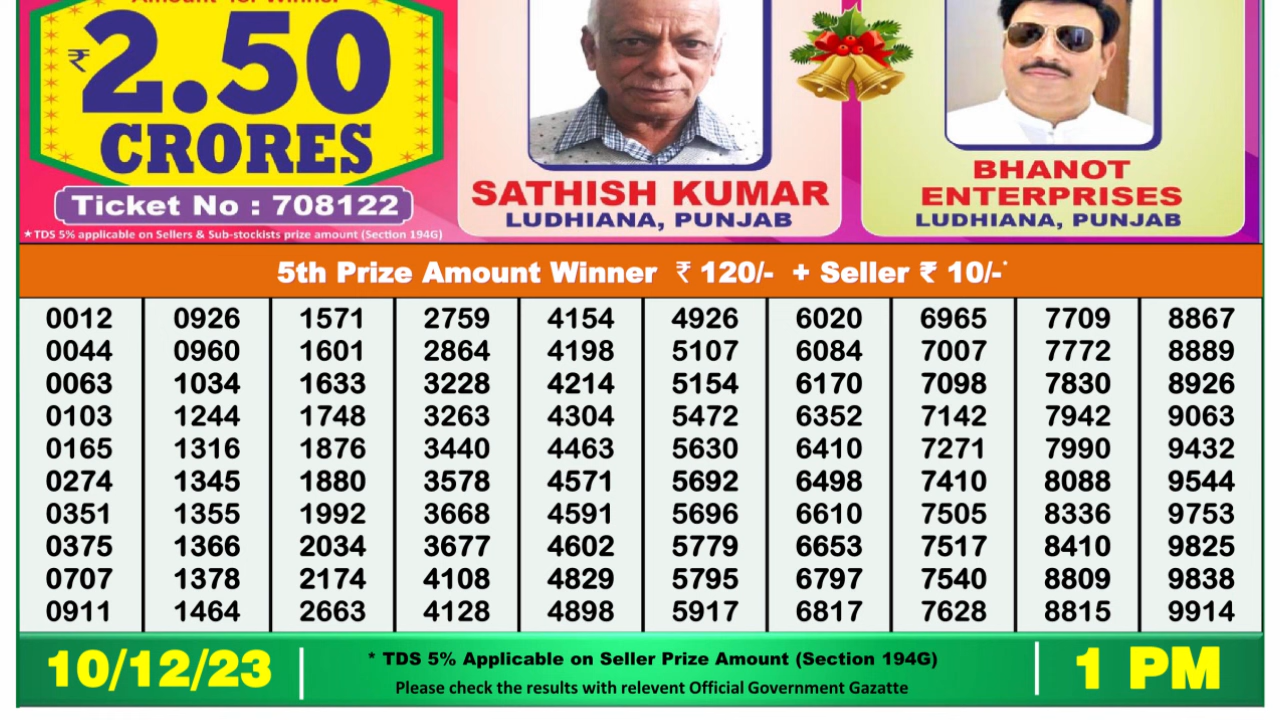 Amount for Winner
₹ 2.50
CRORES
Ticket No : 708122
★TDS 5% applicable on Sellers & Sub-stockists prize amount (Section 194G)
SATHISH KUMAR
LUDHIANA, PUNJAB
BHANOT
ENTERPRISES
LUDHIANA, PUNJAB
5th Prize Amount Winner ₹ 120/- + Seller ₹ 10/-*
0012 0926 1571 2759 4154 4926 6020 6965 7709 8867
0044 0960 1601 2864 4198 5107 6084 7007 7772 8889
0063 1034 1633 3228 4214 5154 6170 7098 7830 8926
0103 1244 1748 3263 4304 5472 6352 7142 7942 9063
0165 1316 1876 3440 4463 5630 6410 7271 7990 9432
0274 1345 1880 3578 4571 5692 6498 7410 8088 9544
0351 1355 1992 3668 4591 5696 6610 7505 8336 9753
0375 1366 2034 3677 4602 5779 6653 7517 8410 9825
0707 1378 2174 4108 4829 5795 6797 7540 8809 9838
0911 1464 2663 4128 4898 5917 6817 7628 8815 9914
10/12/23
* TDS 5% Applicable on Seller Prize Amount (Section 194G)
Please check the results with relevent Official Government Gazatte
1 PM